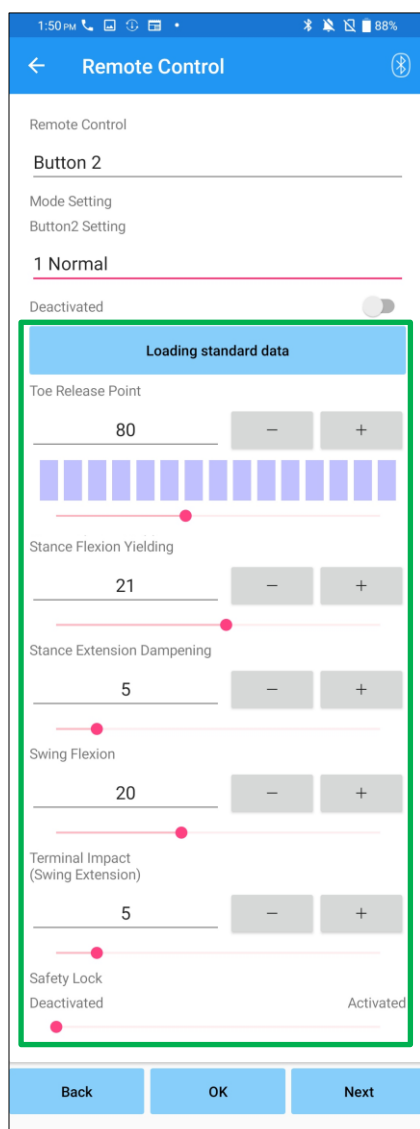 1:50 PM 88%
Remote Control
Remote Control
Button 2
Mode Setting
Button2 Setting
1 Normal
Deactivated
Loading standard data
Toe Release Point
80 − +
Stance Flexion Yielding
21 − +
Stance Extension Dampening
5 − +
Swing Flexion
20 − +
Terminal Impact
(Swing Extension)
5 − +
Safety Lock
Deactivated Activated
Back OK Next